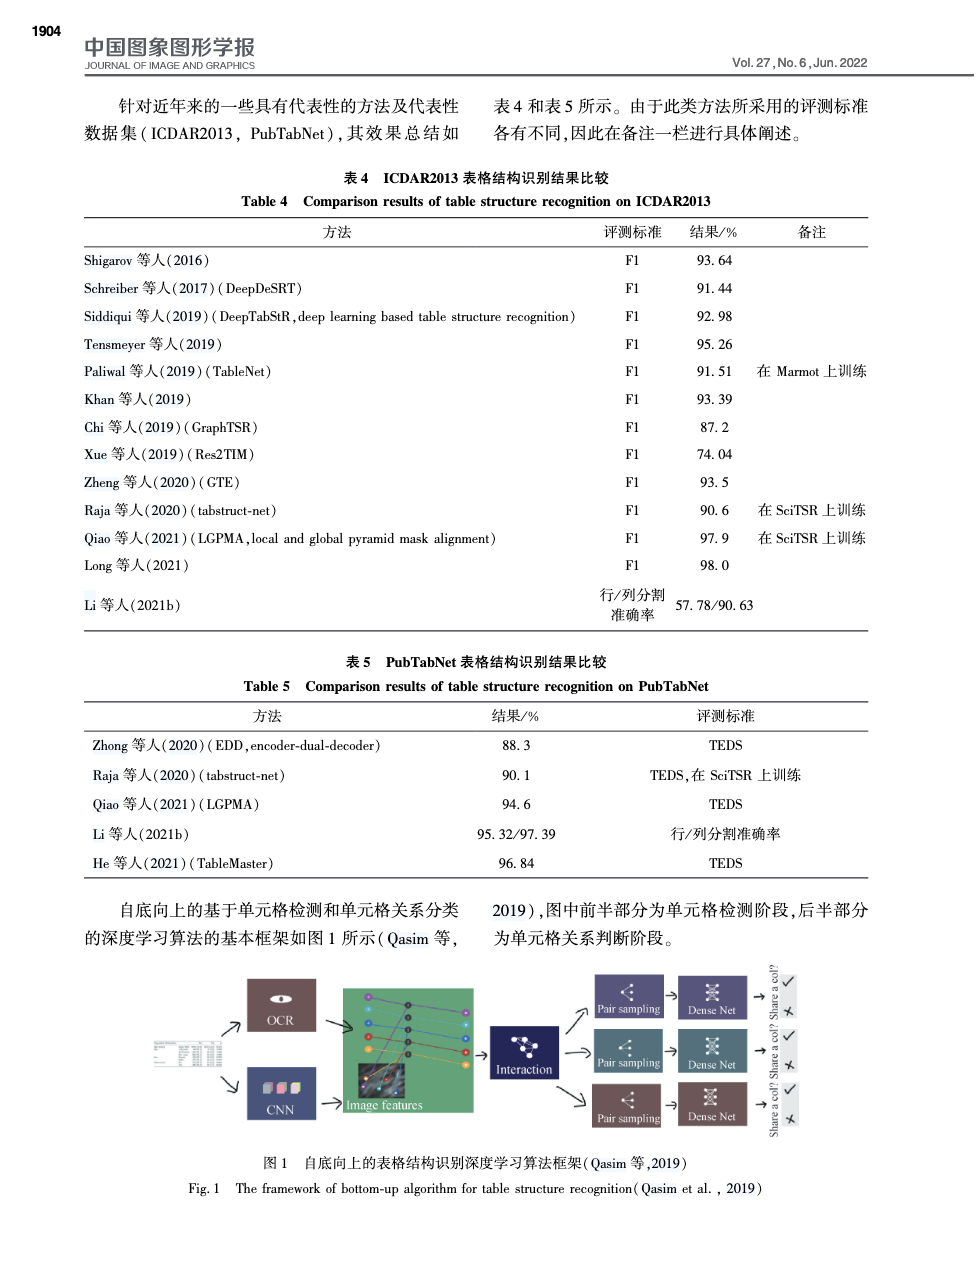 1904
中国图象图形学报
JOURNAL OF IMAGE AND GRAPHICS
Vol. 27, No. 6, Jun. 2022
针对近年来的一些具有代表性的方法及代表性
数据集(ICDAR2013, PubTabNet),其效果总结如
表 4 和表 5 所示。由于此类方法所采用的评测标准
各有不同,因此在备注一栏进行具体阐述。
表 4 ICDAR2013 表格结构识别结果比较
Table 4 Comparison results of table structure recognition on ICDAR2013
方法 评测标准 结果/% 备注
Shigarov 等人(2016) F1 93.64
Schreiber 等人(2017)(DeepDeSRT) F1 91.44
Siddiqui 等人(2019)(DeepTabStR,deep learning based table structure recognition) F1 92.98
Tensmeyer 等人(2019) F1 95.26
Paliwal 等人(2019)(TableNet) F1 91.51 在 Marmot 上训练
Khan 等人(2019) F1 93.39
Chi 等人(2019)(GraphTSR) F1 87.2
Xue 等人(2019)(Res2TIM) F1 74.04
Zheng 等人(2020)(GTE) F1 93.5
Raja 等人(2020)(tabstruct-net) F1 90.6 在 SciTSR 上训练
Qiao 等人(2021)(LGPMA,local and global pyramid mask alignment) F1 97.9 在 SciTSR 上训练
Long 等人(2021) F1 98.0
Li 等人(2021b) 行/列分割准确率 57.78/90.63
表 5 PubTabNet 表格结构识别结果比较
Table 5 Comparison results of table structure recognition on PubTabNet
方法 结果/% 评测标准
Zhong 等人(2020)(EDD,encoder-dual-decoder) 88.3 TEDS
Raja 等人(2020)(tabstruct-net) 90.1 TEDS,在 SciTSR 上训练
Qiao 等人(2021)(LGPMA) 94.6 TEDS
Li 等人(2021b) 95.32/97.39 行/列分割准确率
He 等人(2021)(TableMaster) 96.84 TEDS
自底向上的基于单元格检测和单元格关系分类
的深度学习算法的基本框架如图 1 所示(Qasim 等,
2019),图中前半部分为单元格检测阶段,后半部分
为单元格关系判断阶段。
OCR
CNN
Image features
Interaction
Pair sampling
Dense Net
Share a col?
Pair sampling
Dense Net
Share a col?
Pair sampling
Dense Net
Share a col?
图 1 自底向上的表格结构识别深度学习算法框架(Qasim 等,2019)
Fig. 1 The framework of bottom-up algorithm for table structure recognition(Qasim et al., 2019)